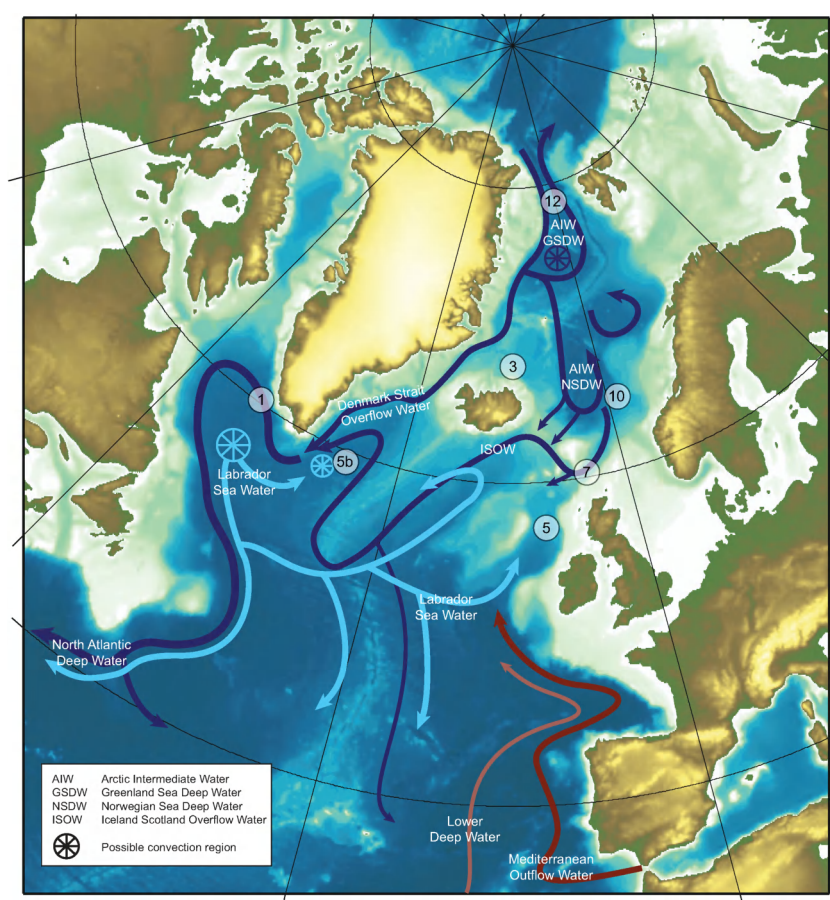 12
AIW
GSDW
3
AIW
NSDW
10
1
Denmark Strait
Overflow Water
ISOW
5b
7
Labrador
Sea Water
5
Labrador
Sea Water
North Atlantic
Deep Water
Lower
Deep Water
Mediterranean
Outflow Water
AIW Arctic Intermediate Water
GSDW Greenland Sea Deep Water
NSDW Norwegian Sea Deep Water
ISOW Iceland Scotland Overflow Water
Possible convection region